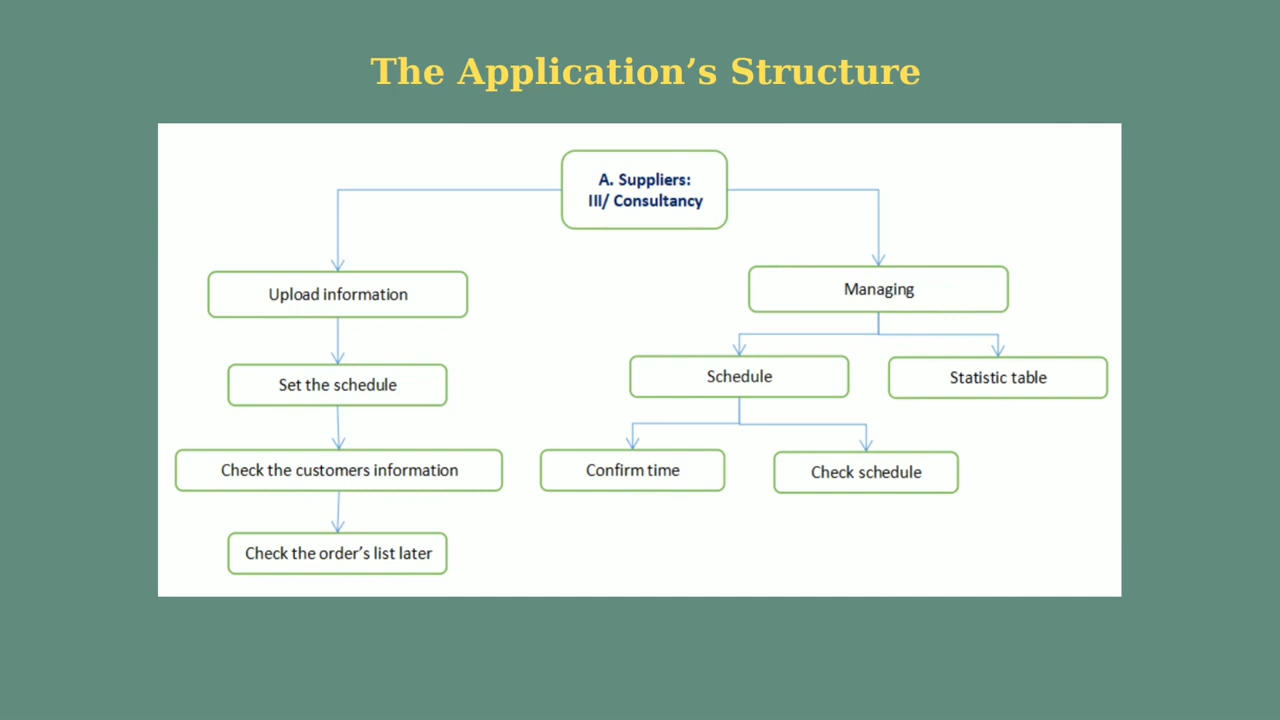 The Application’s Structure
A. Suppliers:
III/ Consultancy
Upload information
Managing
Set the schedule
Schedule
Statistic table
Check the customers information
Confirm time
Check schedule
Check the order’s list later